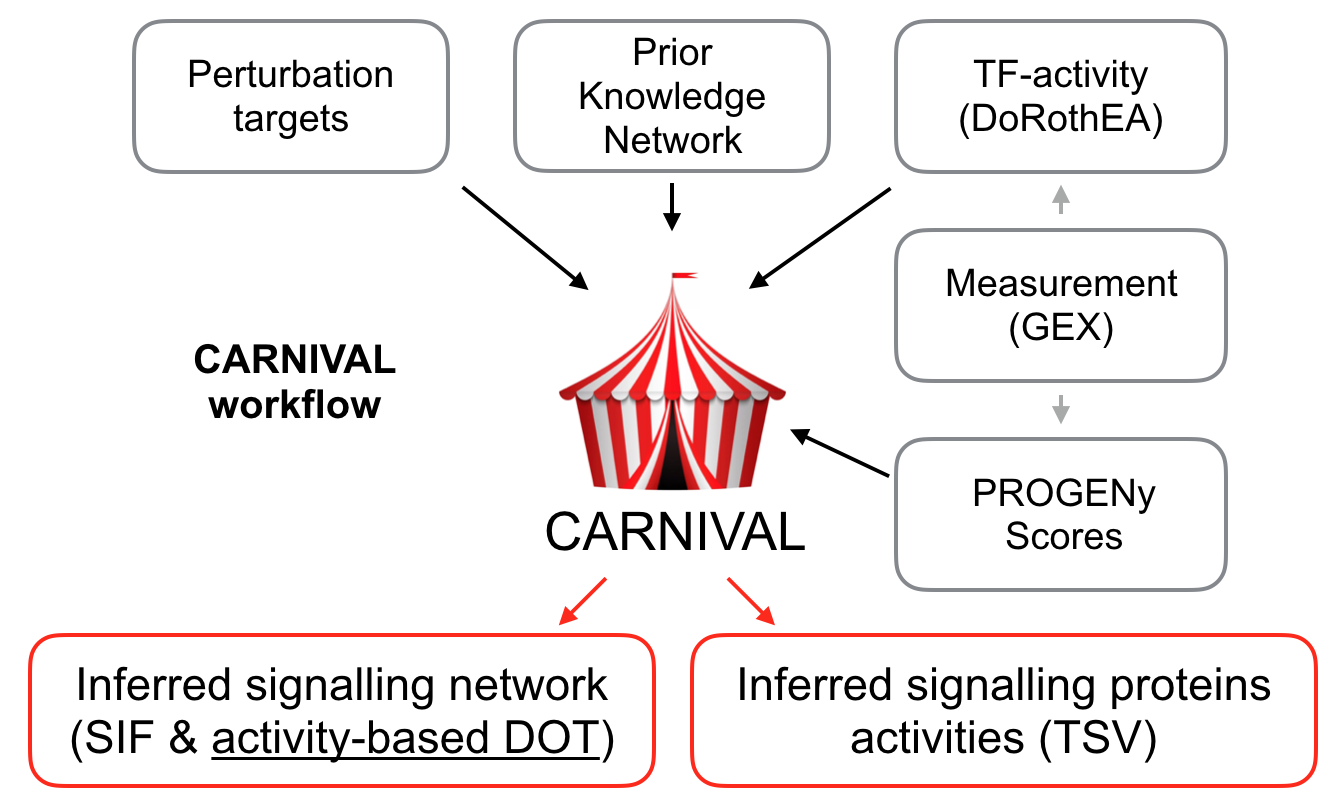 Perturbation
targets
Prior
Knowledge
Network
TF-activity
(DoRothEA)
Measurement
(GEX)
CARNIVAL
workflow
PROGENy
Scores
CARNIVAL
Inferred signalling network
(SIF & activity-based DOT)
Inferred signalling proteins
activities (TSV)